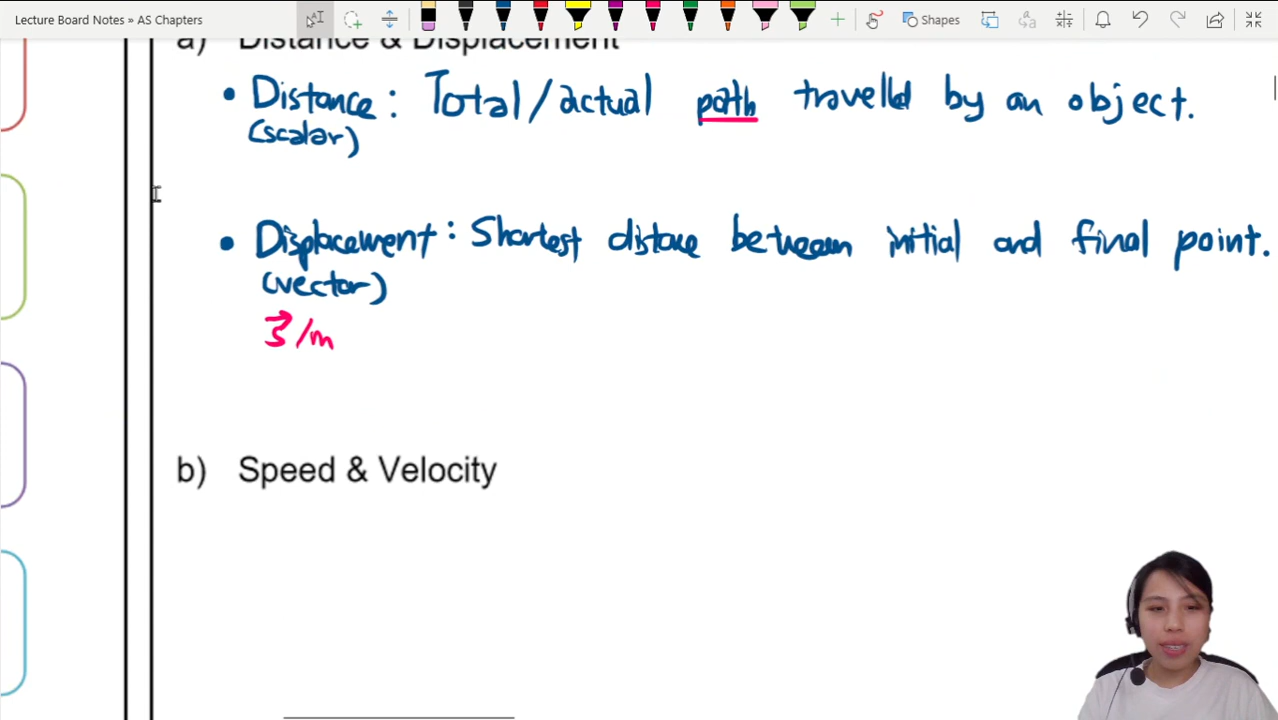 Lecture Board Notes » AS Chapters
Shapes
a) Distance & Displacement
• Distance : Total/actual path travelled by an object.
(scalar)
• Displacement : Shortest distance between initial and final point.
(vector)
s⃗/m
b) Speed & Velocity